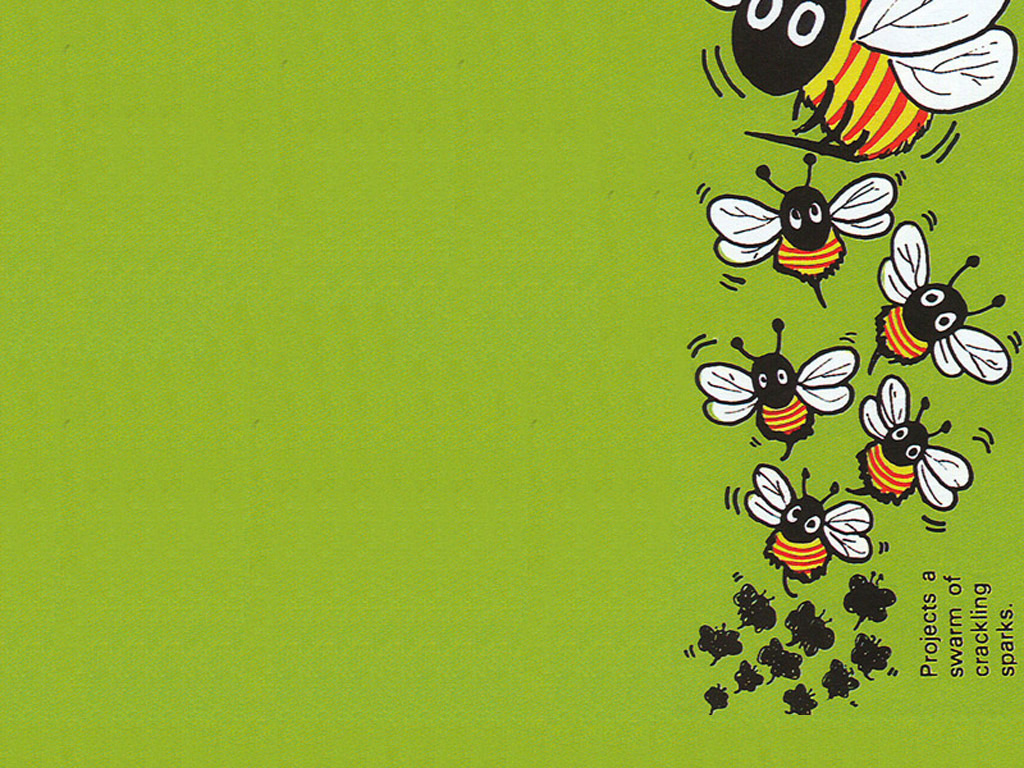 Projects a
swarm of
crackling
sparks.